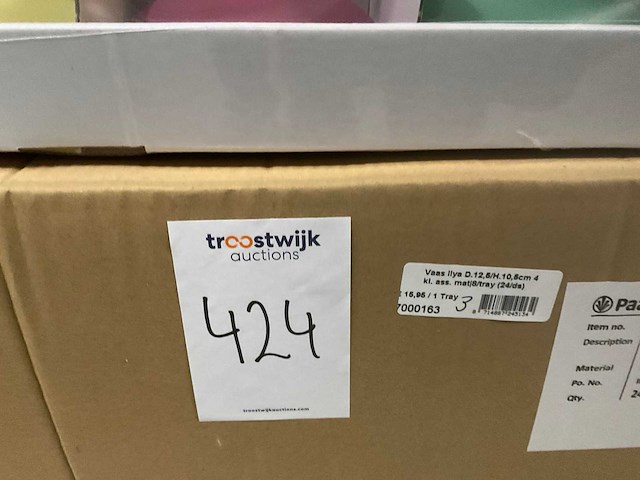 troostwijk
auctions
424
troostwijkauctions.com
Vaas Ilya D.12,5/H.10,5cm 4
kl. ass. mat|8/tray (24/ds)
15,95 / 1 Tray 3
7000163
Item no.
Description
Material
Po. No.
Qty.